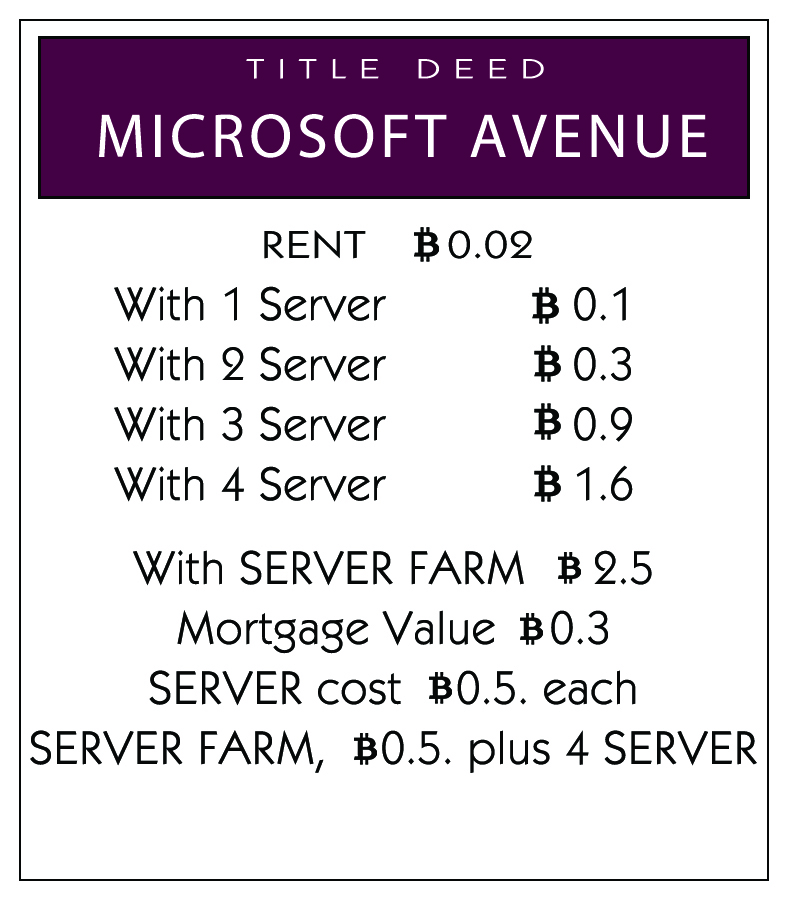 TITLE DEED
MICROSOFT AVENUE
RENT ₿0.02
With 1 Server ₿ 0.1
With 2 Server ₿ 0.3
With 3 Server ₿ 0.9
With 4 Server ₿ 1.6
With SERVER FARM ₿ 2.5
Mortgage Value ₿0.3
SERVER cost ₿0.5. each
SERVER FARM, ₿0.5. plus 4 SERVER